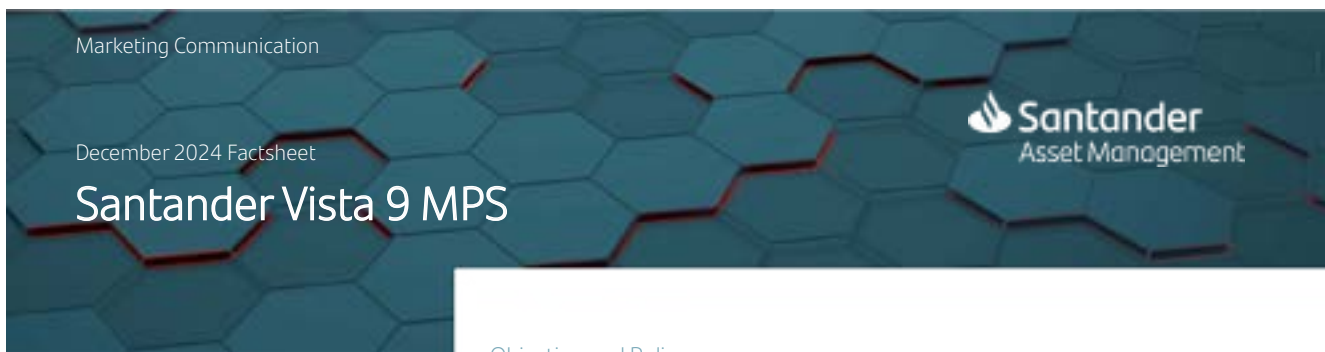 Marketing Communication
Santander
Asset Management
December 2024 Factsheet
Santander Vista 9 MPS